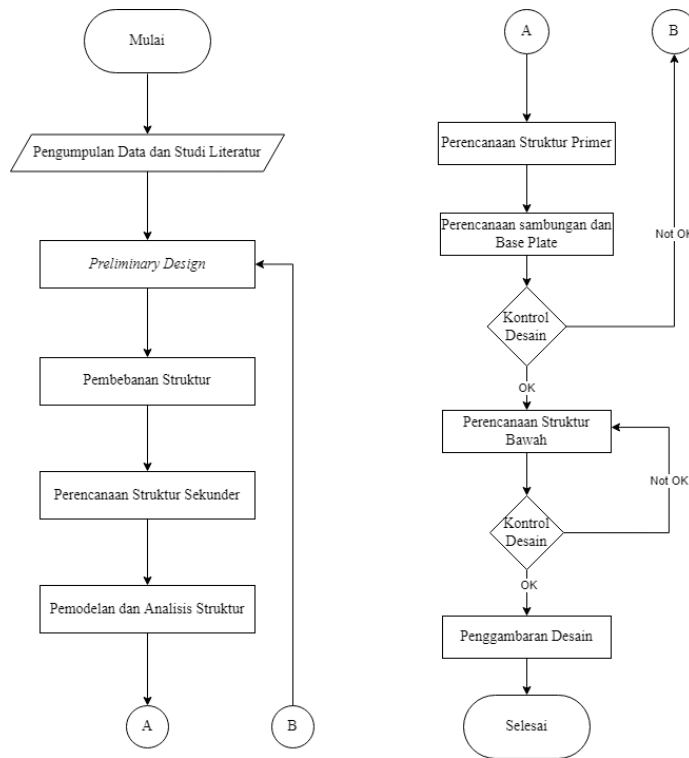 Mulai
Pengumpulan Data dan Studi Literatur
Preliminary Design
Pembebanan Struktur
Perencanaan Struktur Sekunder
Pemodelan dan Analisis Struktur
A
B
A
B
Perencanaan Struktur Primer
Perencanaan sambungan dan
Base Plate
Not OK
Kontrol
Desain
OK
Perencanaan Struktur
Bawah
Not OK
Kontrol
Desain
OK
Penggambaran Desain
Selesai